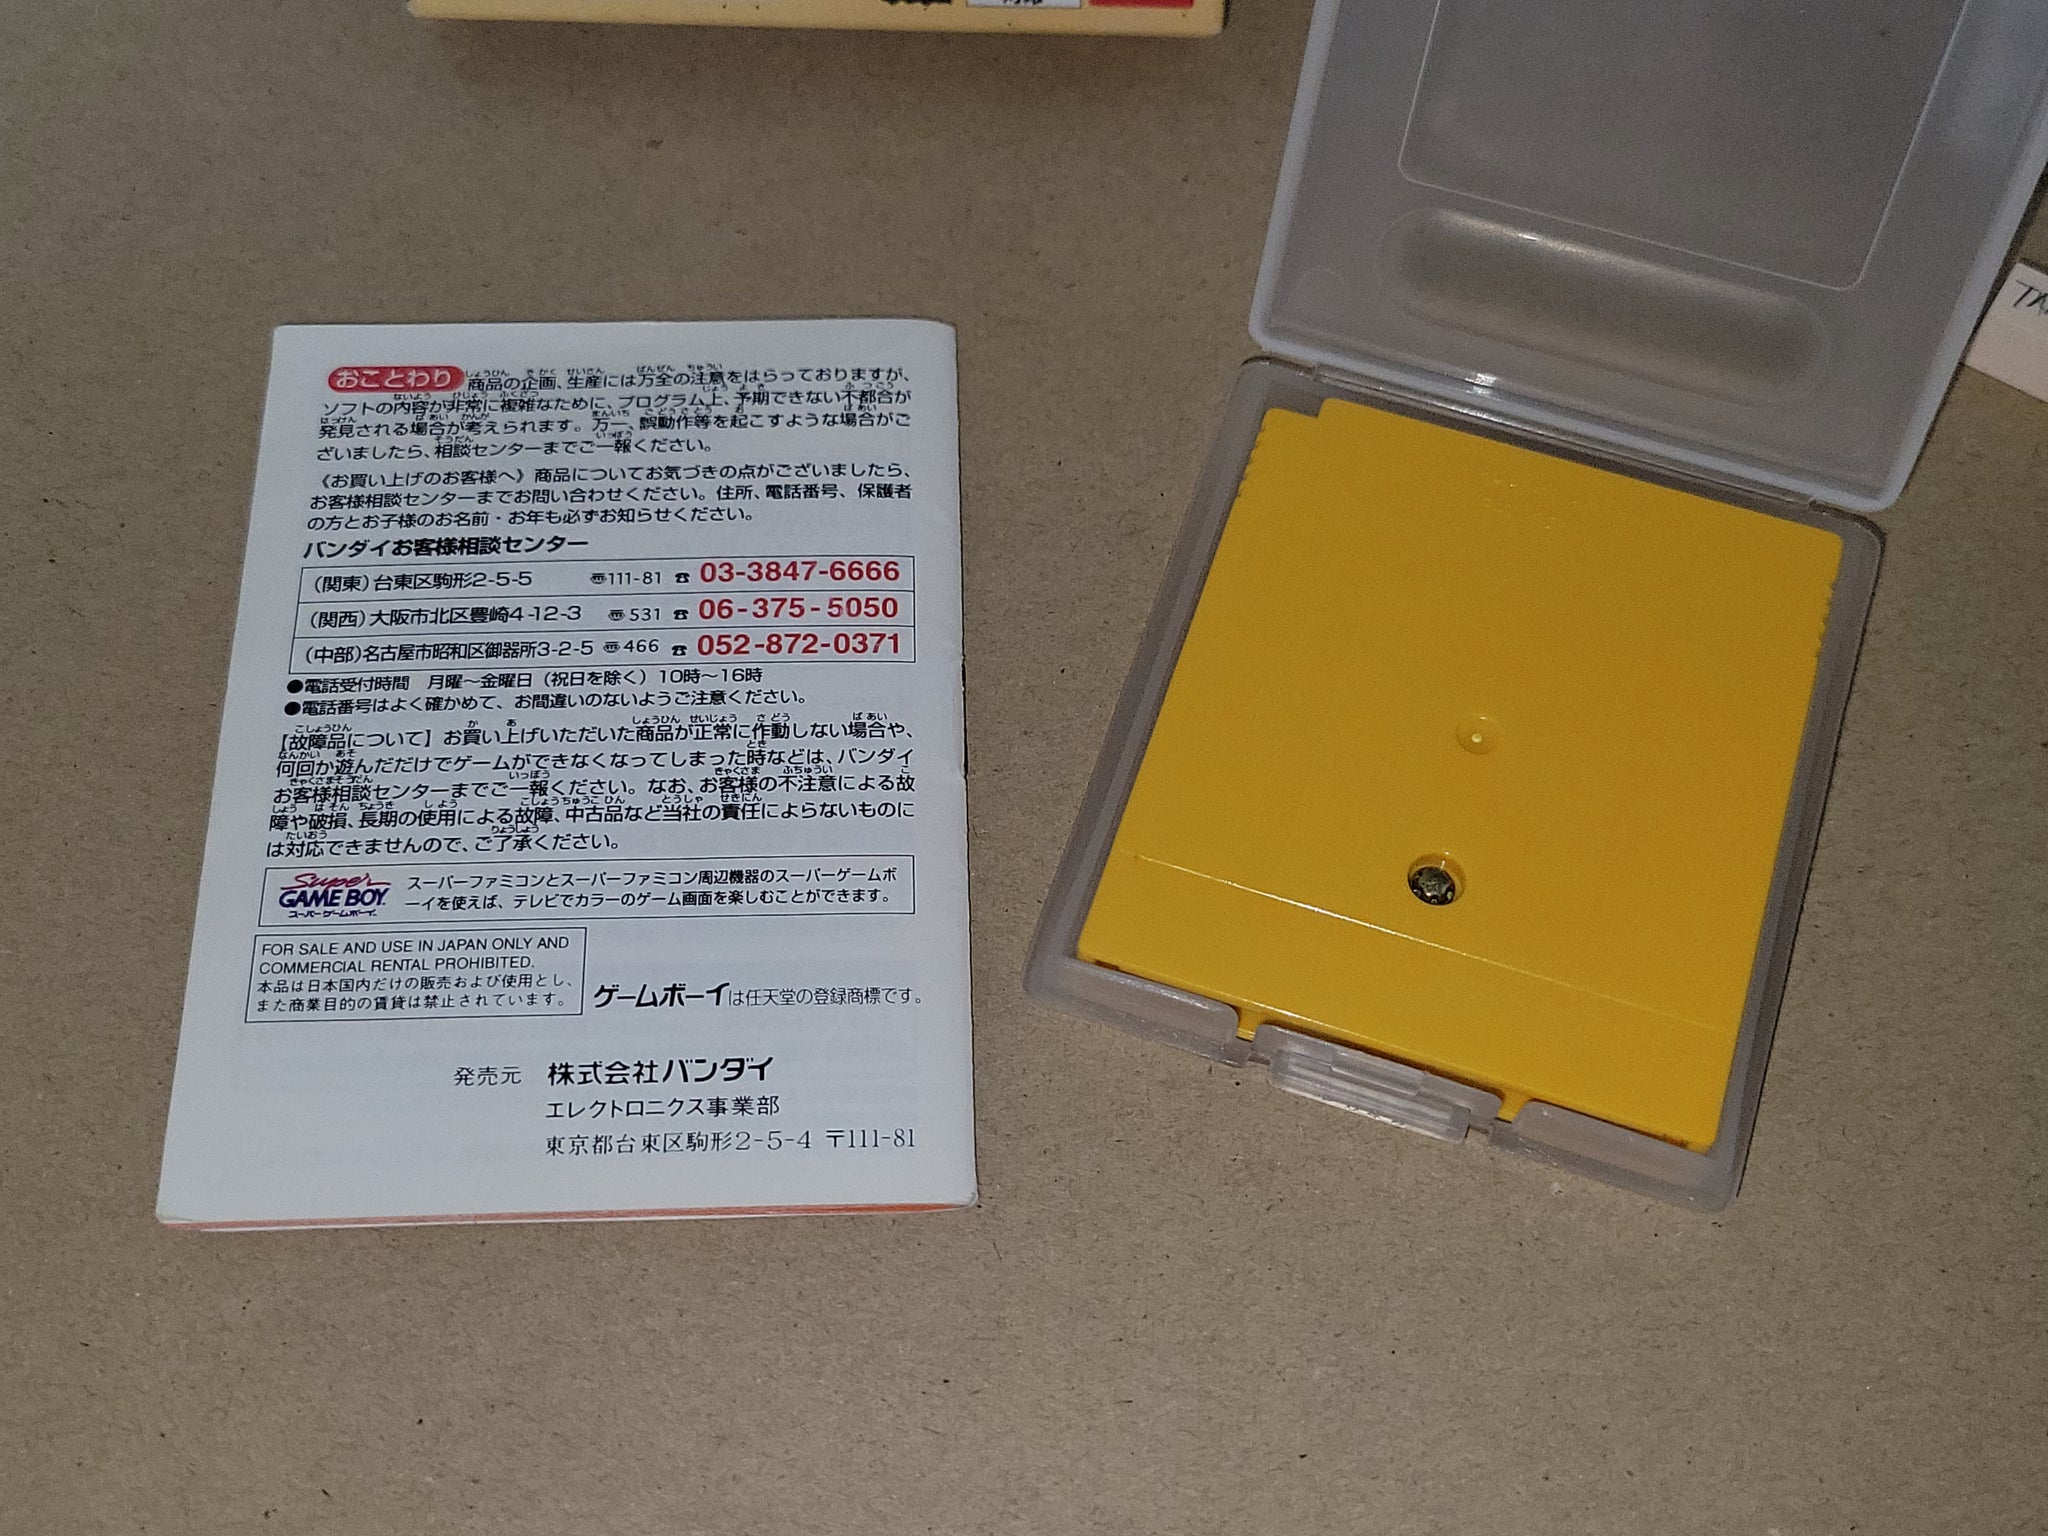 おことわり 商品の企画、生産には万全の注意をはらっておりますが、
ソフトの内容が非常に複雑なために、プログラム上、予期できない不都合が
発見される場合が考えられます。万一、誤動作等を起こすような場合がご
ざいましたら、相談センターまでご一報ください。
《お買い上げのお客様へ》商品についてお気づきの点がございましたら、
お客様相談センターまでお問い合わせください。住所、電話番号、保護者
の方とお子様のお名前・お年も必ずお知らせください。
バンダイお客様相談センター
(関東)台東区駒形2-5-5 〠111-81 ☎ 03-3847-6666
(関西)大阪市北区豊崎4-12-3 〠531 ☎ 06-375-5050
(中部)名古屋市昭和区御器所3-2-5 〠466 ☎ 052-872-0371
●電話受付時間 月曜～金曜日(祝日を除く)10時～16時
●電話番号はよく確かめて、お間違いのないようご注意ください。
【故障品について】お買い上げいただいた商品が正常に作動しない場合や、
何回か遊んだだけでゲームができなくなってしまった時などは、バンダイ
お客様相談センターまでご一報ください。なお、お客様の不注意による故
障や破損、長期の使用による故障、中古品など当社の責任によらないものに
は対応できませんので、ご了承ください。
Super
GAME BOY
スーパーゲームボーイ
スーパーファミコンとスーパーファミコン周辺機器のスーパーゲームボ
ーイを使えば、テレビでカラーのゲーム画面を楽しむことができます。
FOR SALE AND USE IN JAPAN ONLY AND
COMMERCIAL RENTAL PROHIBITED.
本品は日本国内だけの販売および使用とし、
また商業目的の賃貸は禁止されています。
ゲームボーイは任天堂の登録商標です。
発売元 株式会社バンダイ
エレクトロニクス事業部
東京都台東区駒形2-5-4 〒111-81